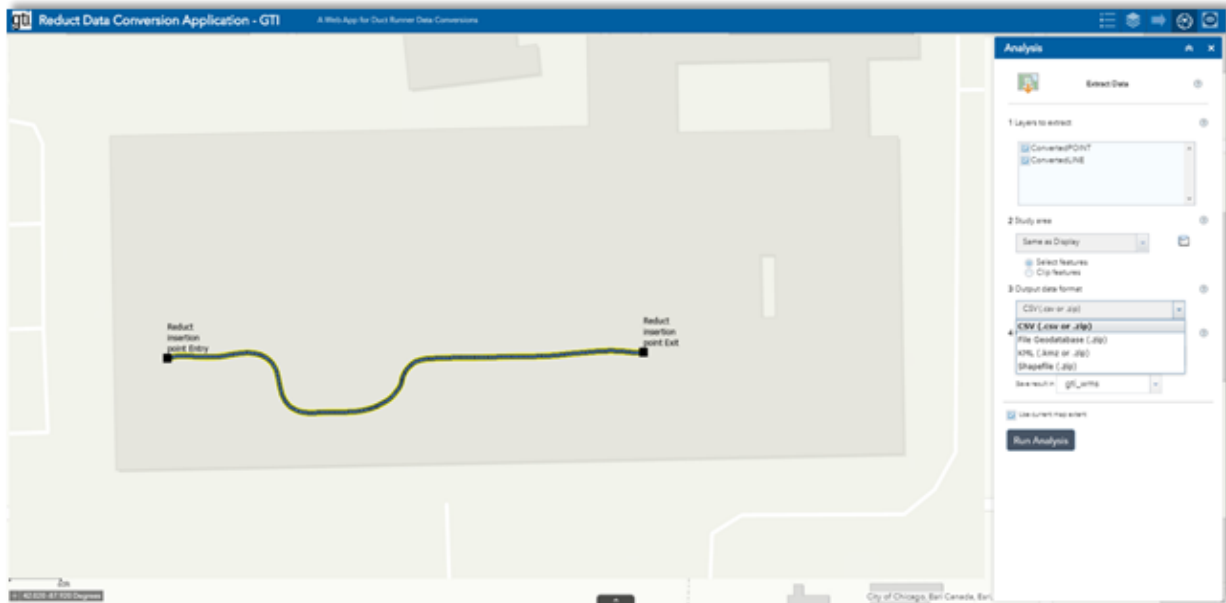 gti Reduct Data Conversion Application - GTI
A Web App for Duct Runner Data Conversions
Analysis
Extract Data
1 Layers to extract
ConvertedPOINT
ConvertedLINE
2 Study area
Same as Display
Select features
Clip features
3 Output data format
CSV (.csv or .zip)
CSV (.csv or .zip)
File Geodatabase (.zip)
KML (.kmz or .zip)
Shapefile (.zip)
4
Save result in
gti_orms
Use current map extent
Run Analysis
Reduct
insertion
point Entry
Reduct
insertion
point Exit
Degrees
City of Chicago, Esri Canada, Esri,